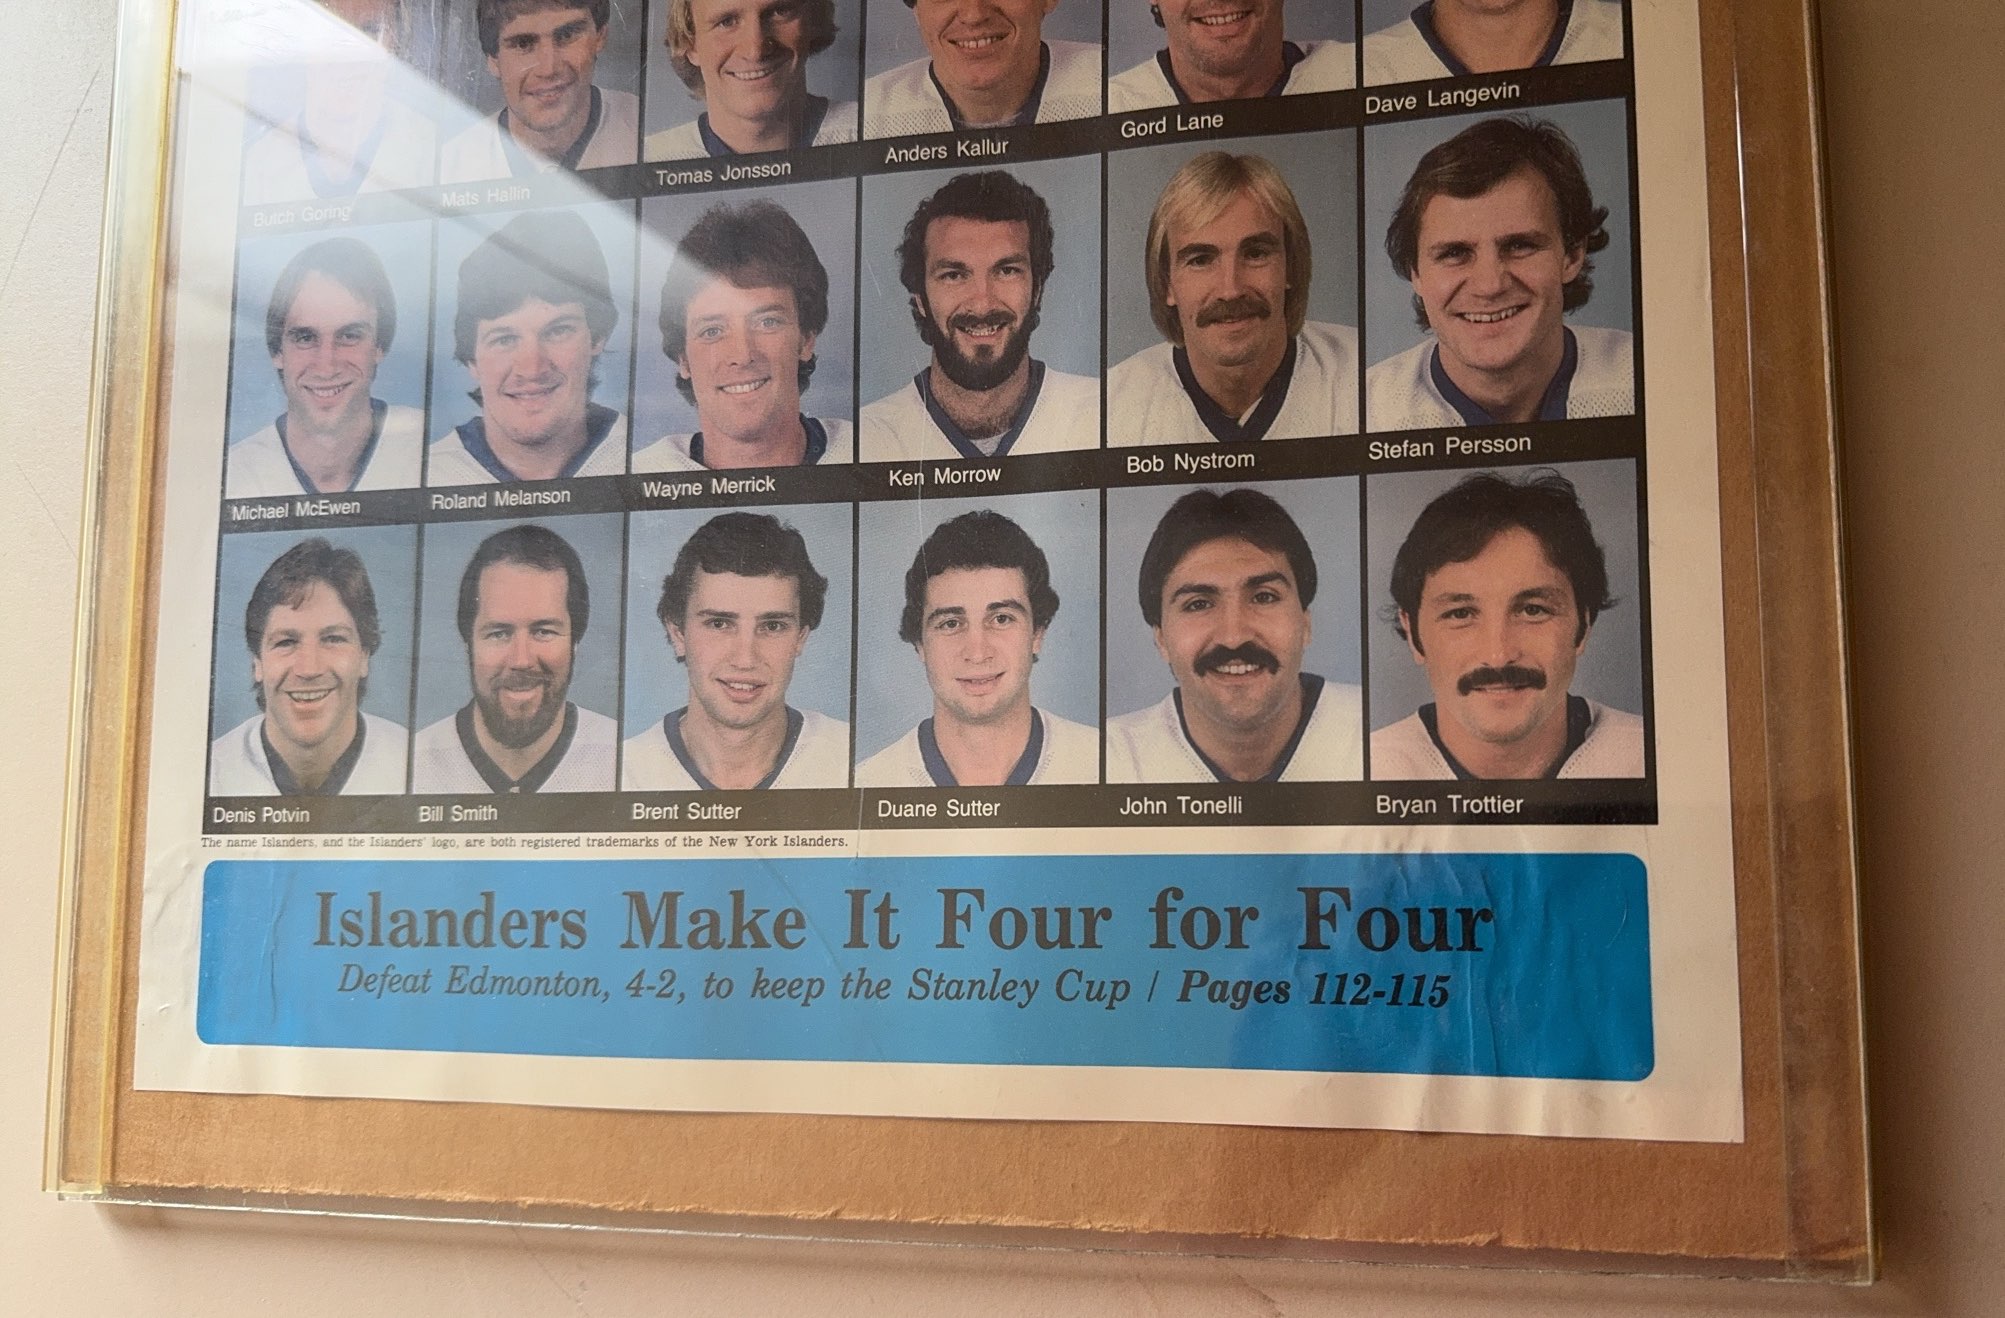 Butch Goring Mats Hallin Tomas Jonsson Anders Kallur Gord Lane Dave Langevin
Michael McEwen Roland Melanson Wayne Merrick Ken Morrow Bob Nystrom Stefan Persson
Denis Potvin Bill Smith Brent Sutter Duane Sutter John Tonelli Bryan Trottier
The name Islanders, and the Islanders' logo, are both registered trademarks of the New York Islanders.
Islanders Make It Four for Four
Defeat Edmonton, 4-2, to keep the Stanley Cup / Pages 112-115